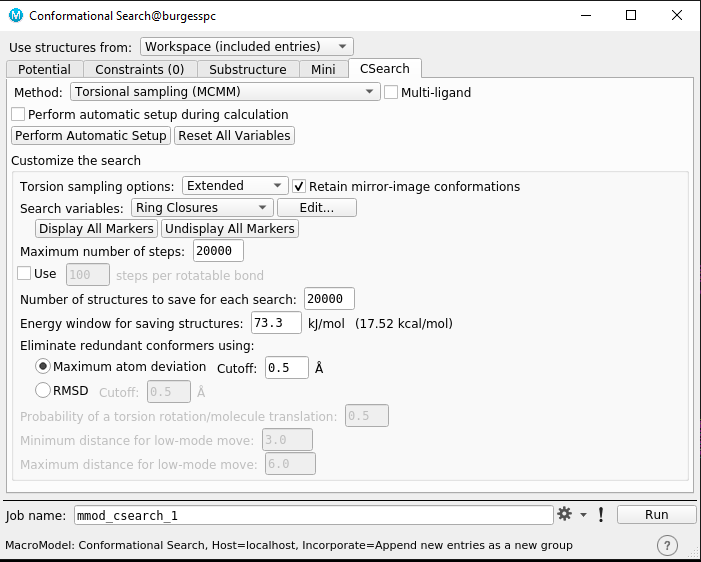 Conformational Search@burgesspc
Use structures from: Workspace (included entries)
Potential Constraints (0) Substructure Mini CSearch
Method: Torsional sampling (MCMM) Multi-ligand
Perform automatic setup during calculation
Perform Automatic Setup Reset All Variables
Customize the search
Torsion sampling options: Extended Retain mirror-image conformations
Search variables: Ring Closures Edit...
Display All Markers Undisplay All Markers
Maximum number of steps: 20000
Use 100 steps per rotatable bond
Number of structures to save for each search: 20000
Energy window for saving structures: 73.3 kJ/mol (17.52 kcal/mol)
Eliminate redundant conformers using:
Maximum atom deviation Cutoff: 0.5 Å
RMSD Cutoff: 0.5 Å
Probability of a torsion rotation/molecule translation: 0.5
Minimum distance for low-mode move: 3.0
Maximum distance for low-mode move: 6.0
Job name: mmod_csearch_1 ! Run
MacroModel: Conformational Search, Host=localhost, Incorporate=Append new entries as a new group ?